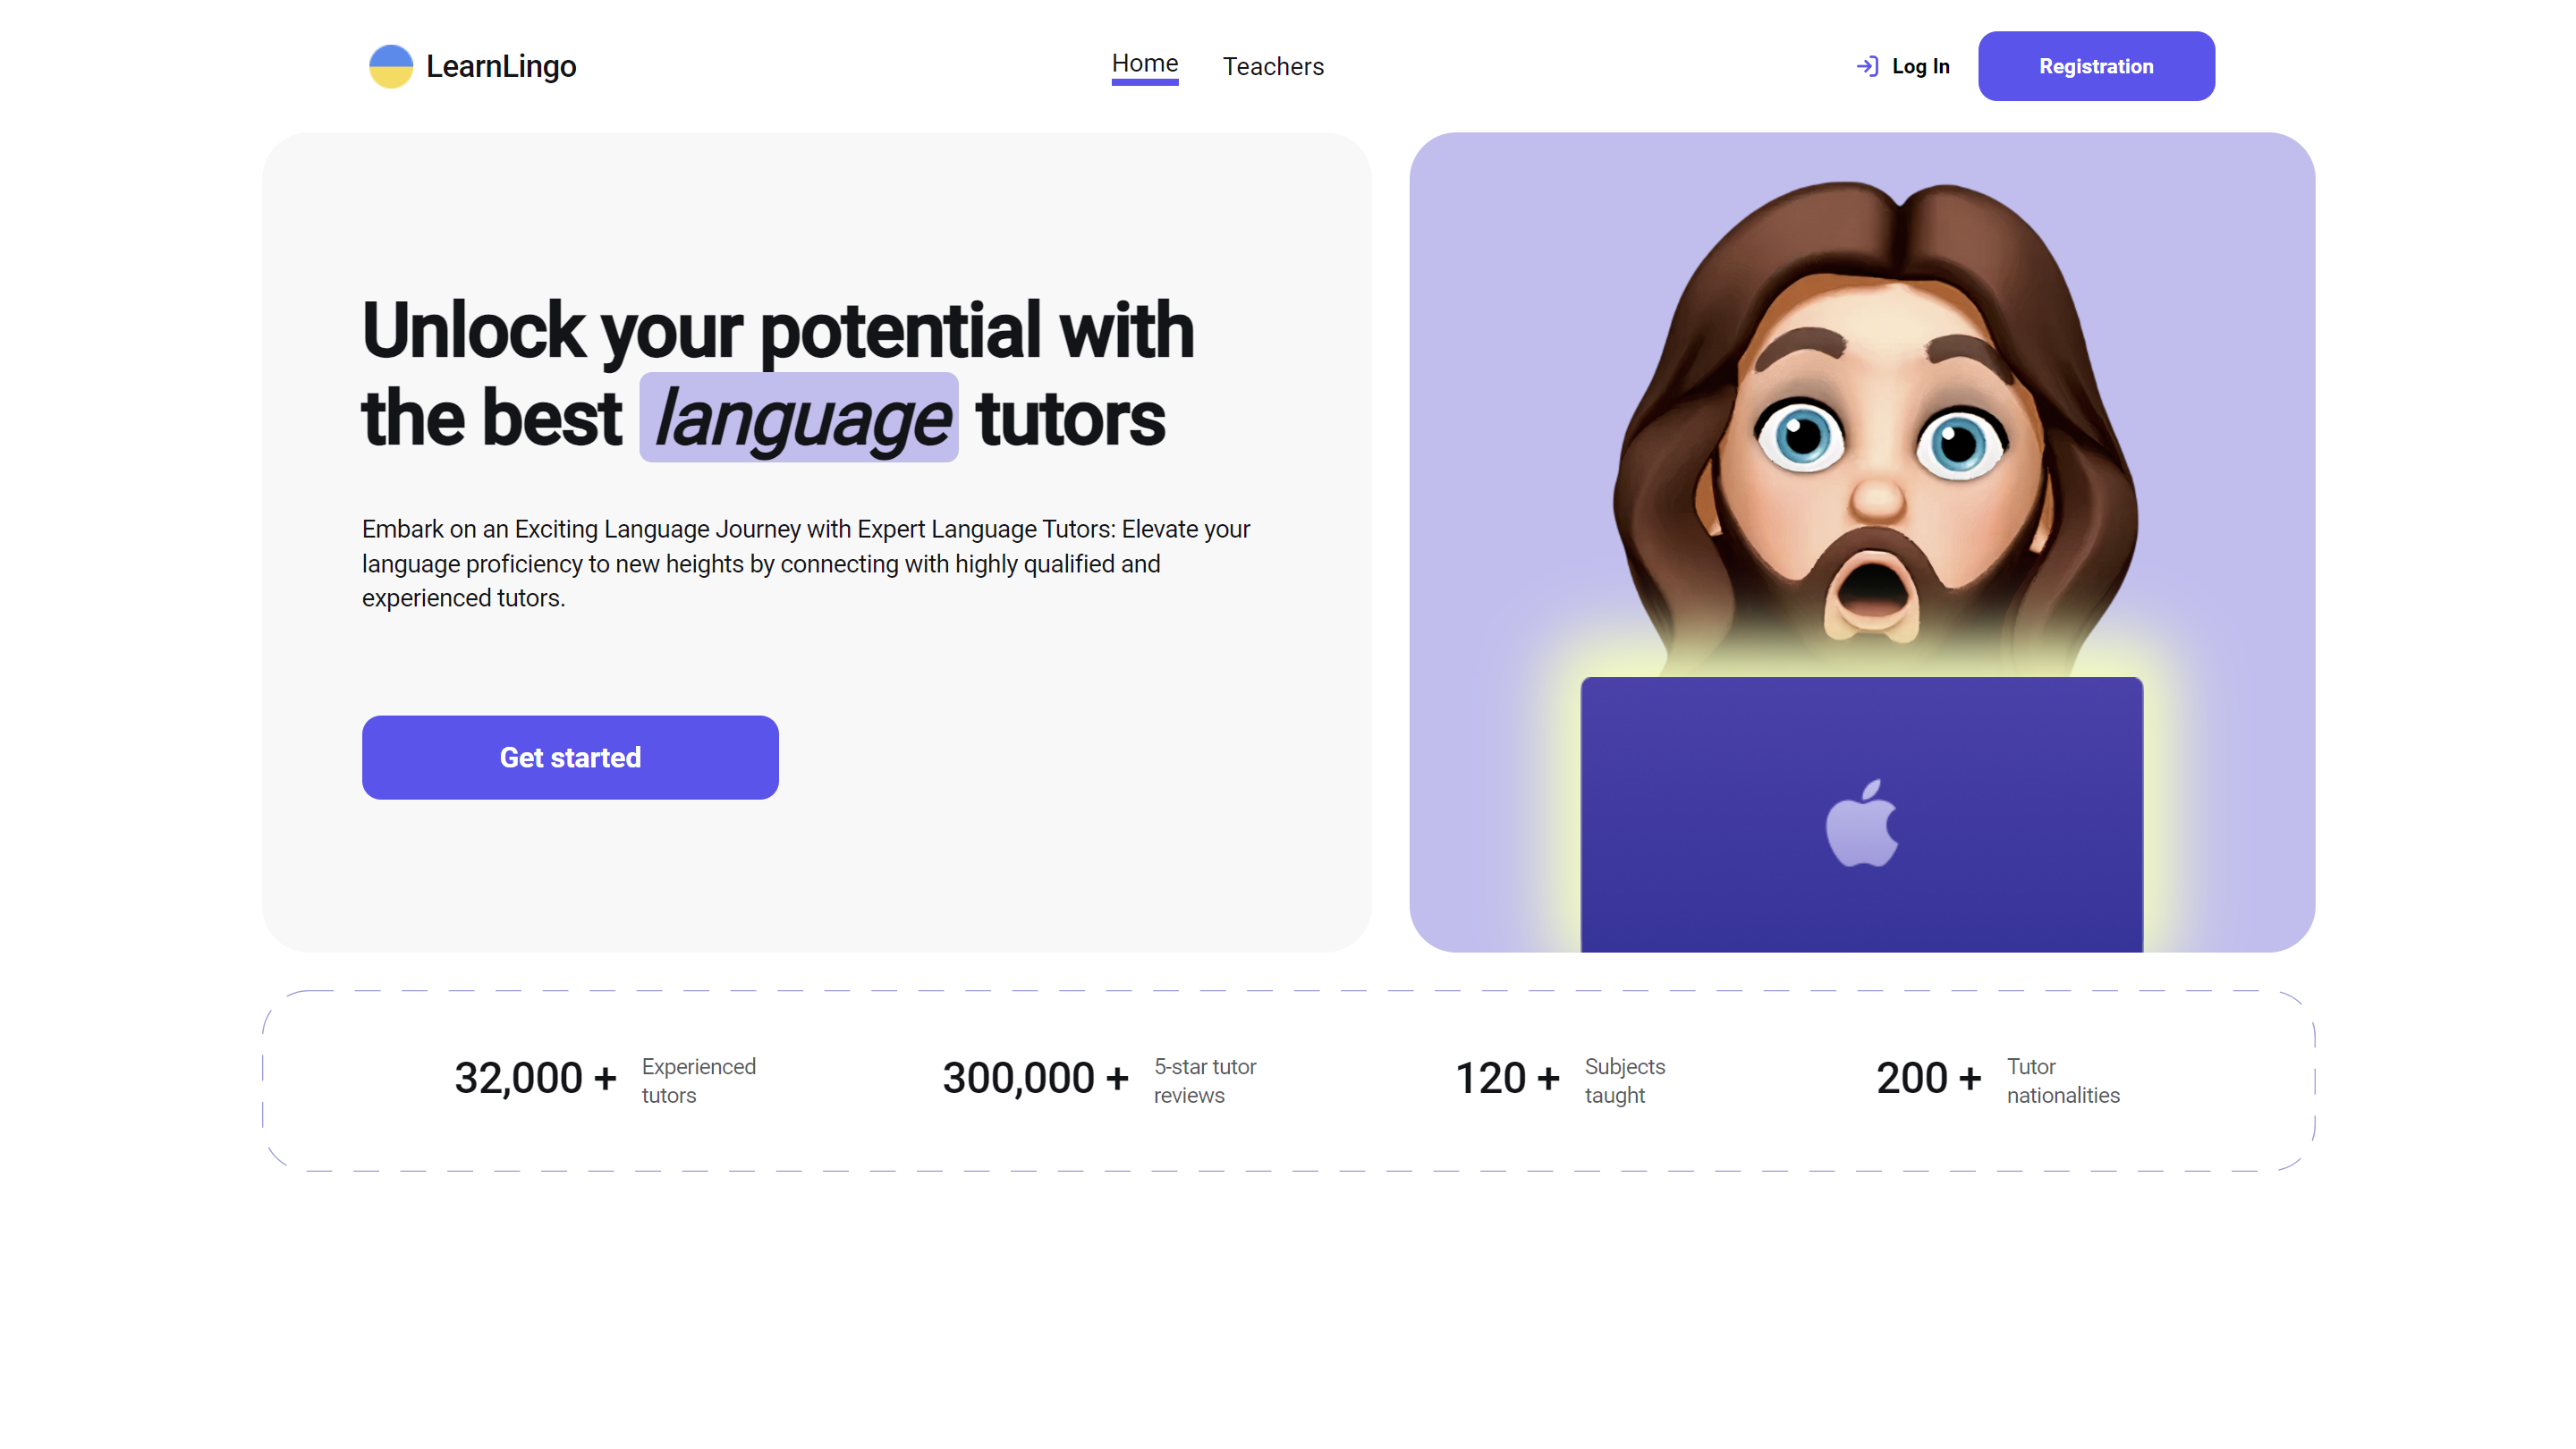 LearnLingo
Home
Teachers
Log In
Registration
Unlock your potential with
the best language tutors
Embark on an Exciting Language Journey with Expert Language Tutors: Elevate your
language proficiency to new heights by connecting with highly qualified and
experienced tutors.
Get started
32,000 +
Experienced
tutors
300,000 +
5-star tutor
reviews
120 +
Subjects
taught
200 +
Tutor
nationalities